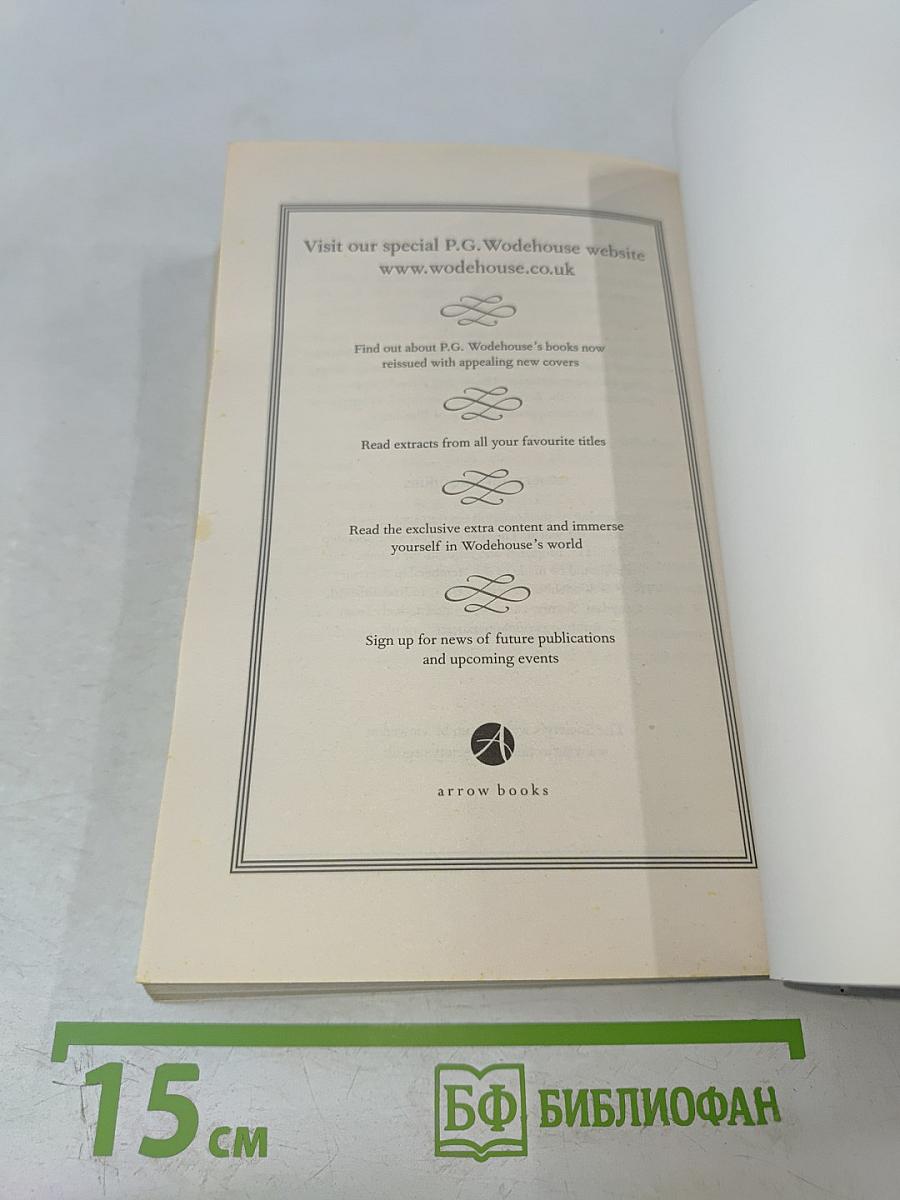 Visit our special P.G. Wodehouse website
www.wodehouse.co.uk
Find out about P.G. Wodehouse's books now
reissued with appealing new covers
Read extracts from all your favourite titles
Read the exclusive extra content and immerse
yourself in Wodehouse's world
Sign up for news of future publications
and upcoming events
A
arrow books
15 см
БФ БИБЛИОФАН